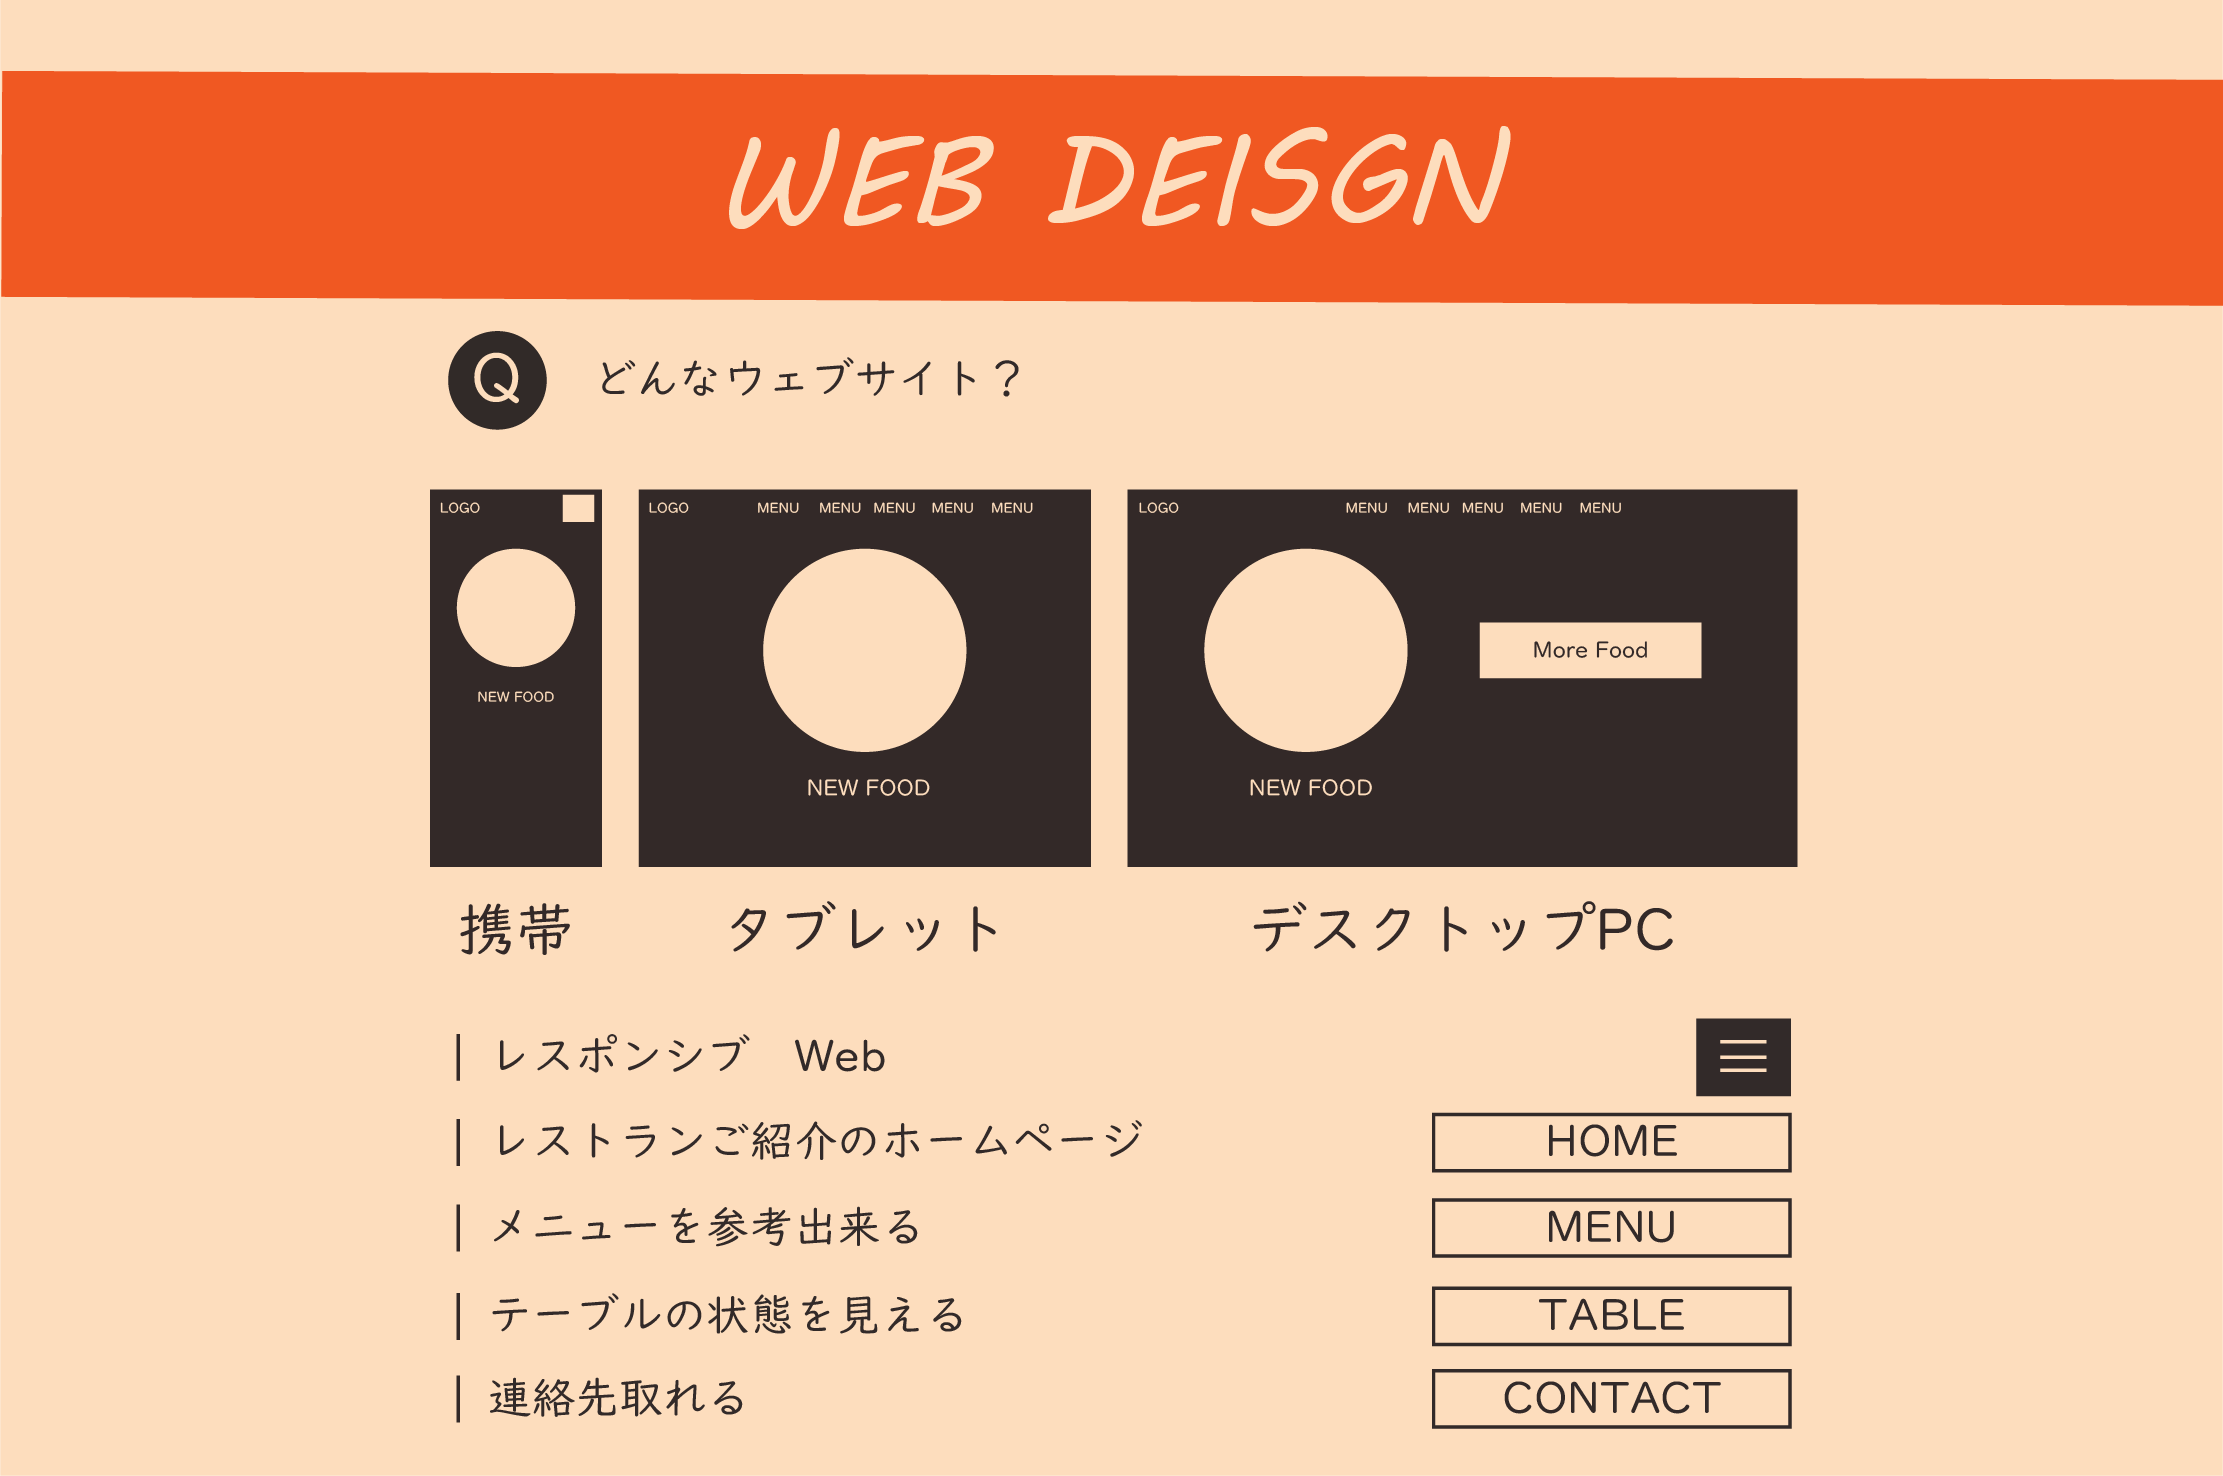 WEB DEISGN
Q どんなウェブサイト？
LOGO
NEW FOOD
LOGO MENU MENU MENU MENU MENU
NEW FOOD
LOGO MENU MENU MENU MENU MENU
More Food
NEW FOOD
携帯
タブレット
デスクトップPC
レスポンシブ　Web
レストランご紹介のホームページ
メニューを参考出来る
テーブルの状態を見える
連絡先取れる
HOME
MENU
TABLE
CONTACT